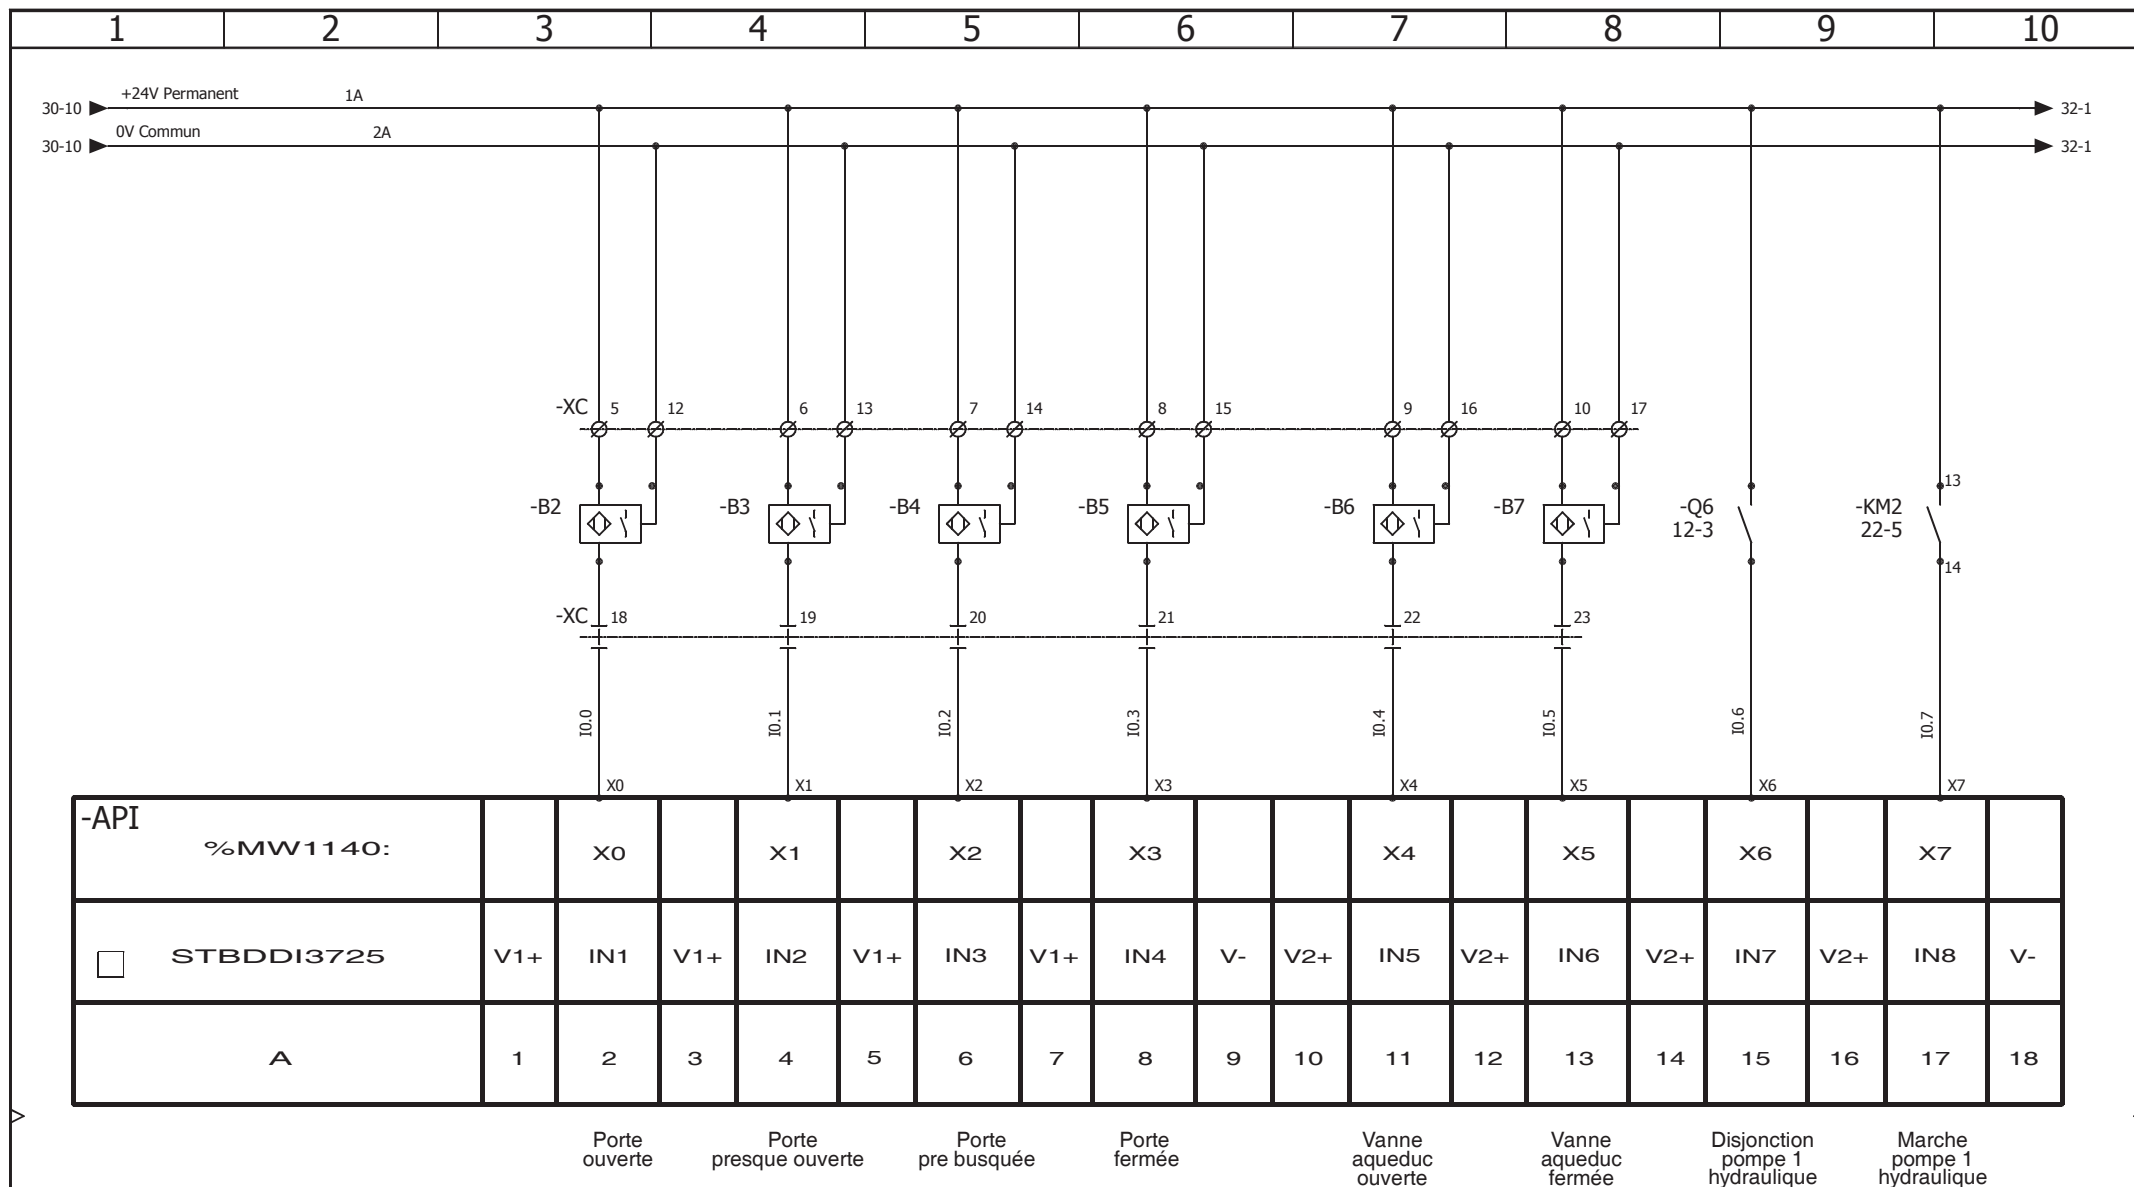 1 2 3 4 5 6 7 8 9 10
30-10 +24V Permanent 1A 32-1
30-10 0V Commun 2A 32-1
-XC 5 12 6 13 7 14 8 15 9 16 10 17
-B2 -B3 -B4 -B5 -B6 -B7 -Q6 -KM2 13
12-3 22-5
14
-XC 18 19 20 21 22 23
I0.0 I0.1 I0.2 I0.3 I0.4 I0.5 I0.6 I0.7
X0 X1 X2 X3 X4 X5 X6 X7
-API
%MW1140: X0 X1 X2 X3 X4 X5 X6 X7
STBDDI3725 V1+ IN1 V1+ IN2 V1+ IN3 V1+ IN4 V- V2+ IN5 V2+ IN6 V2+ IN7 V2+ IN8 V-
A 1 2 3 4 5 6 7 8 9 10 11 12 13 14 15 16 17 18
Porte
ouverte
Porte
presque ouverte
Porte
pre busquée
Porte
fermée
Vanne
aqueduc
ouverte
Vanne
aqueduc
fermée
Disjonction
pompe 1
hydraulique
Marche
pompe 1
hydraulique